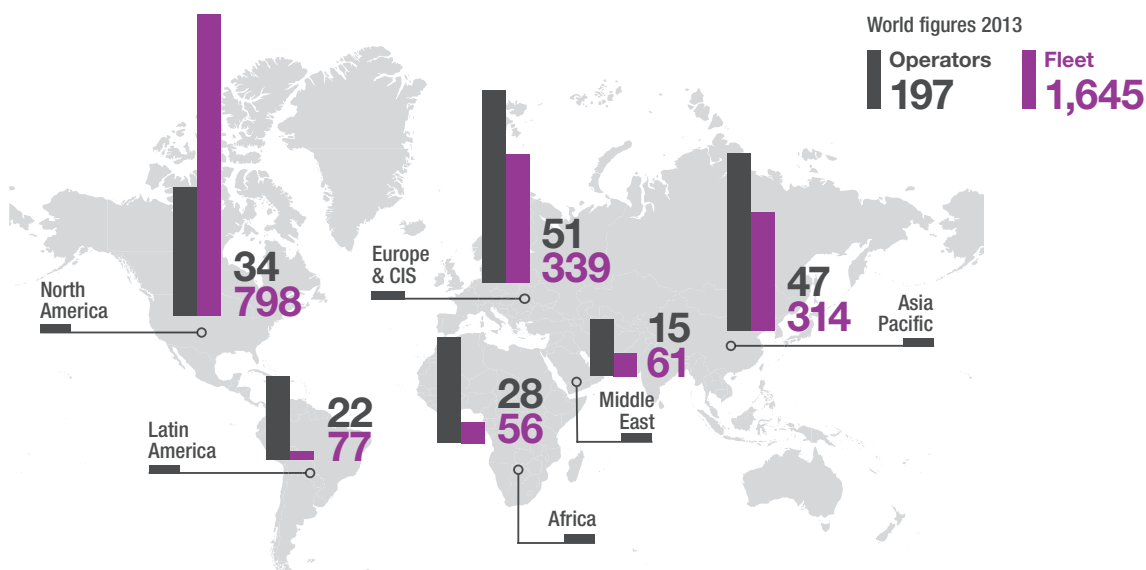 World figures 2013
Operators
197
Fleet
1,645
North
America
34
798
Europe
& CIS
51
339
47
314
Asia
Pacific
15
61
Middle
East
Latin
America
22
77
28
56
Africa